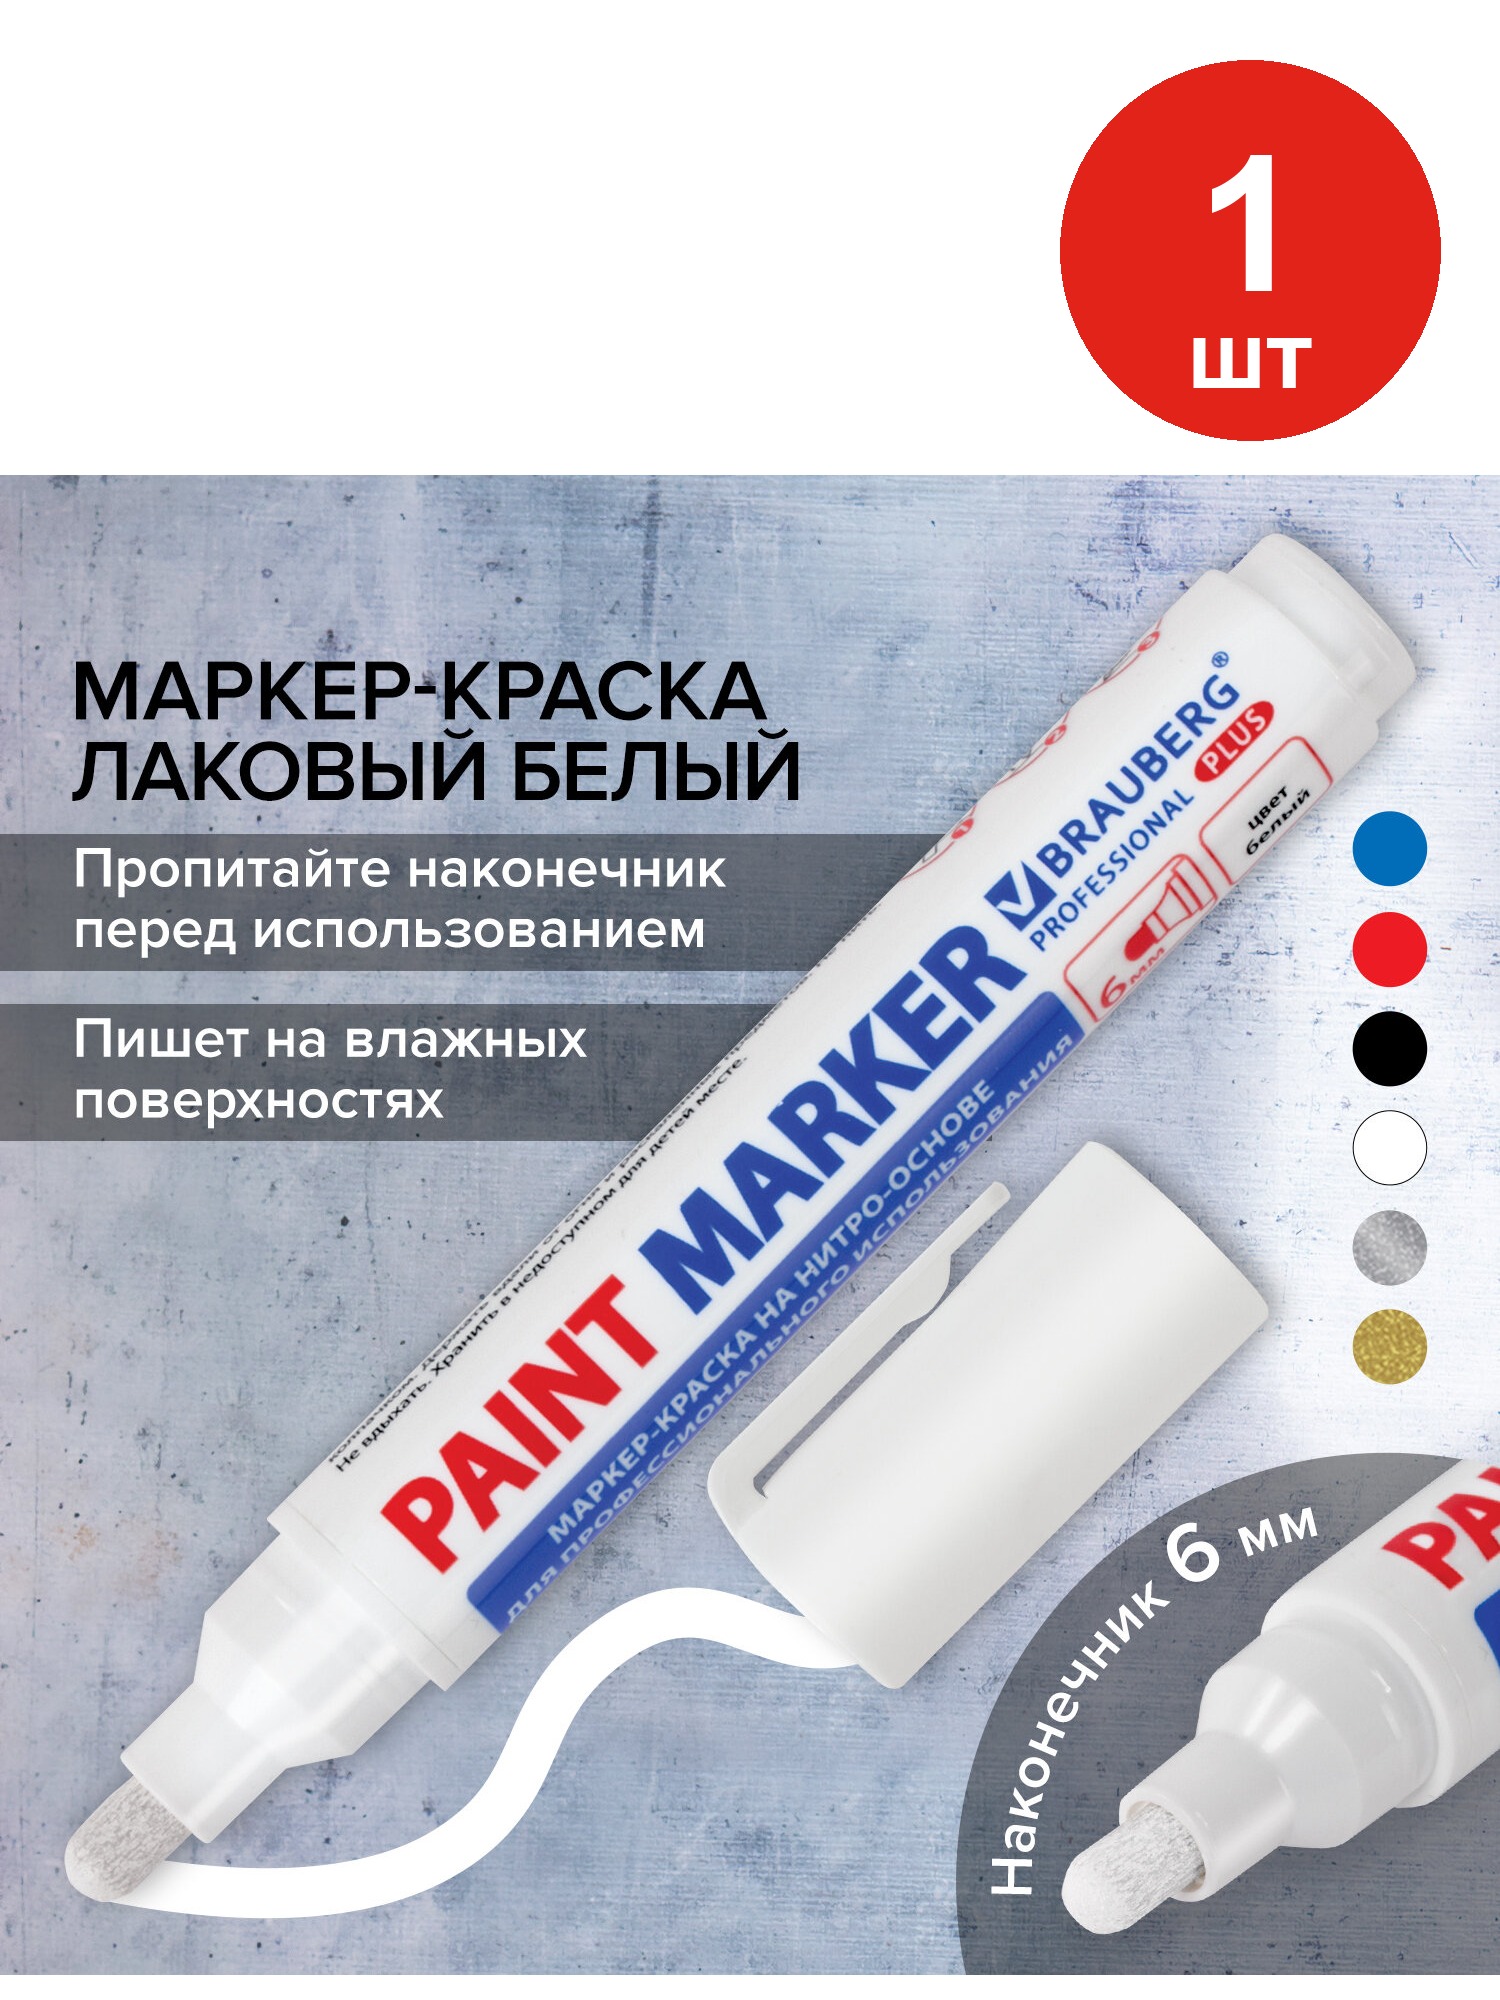 1
шт
МАРКЕР-КРАСКА
ЛАКОВЫЙ БЕЛЫЙ
Пропитайте наконечник
перед использованием
Пишет на влажных
поверхностях
BRAUBERG®
PROFESSIONAL PLUS
цвет
белый
6 мм
PAINT MARKER
МАРКЕР-КРАСКА НА НИТРО-ОСНОВЕ
ДЛЯ ПРОФЕССИОНАЛЬНОГО ИСПОЛЬЗОВАНИЯ
Не вдыхать. Хранить в недоступном для детей месте.
Наконечник 6 мм
PA